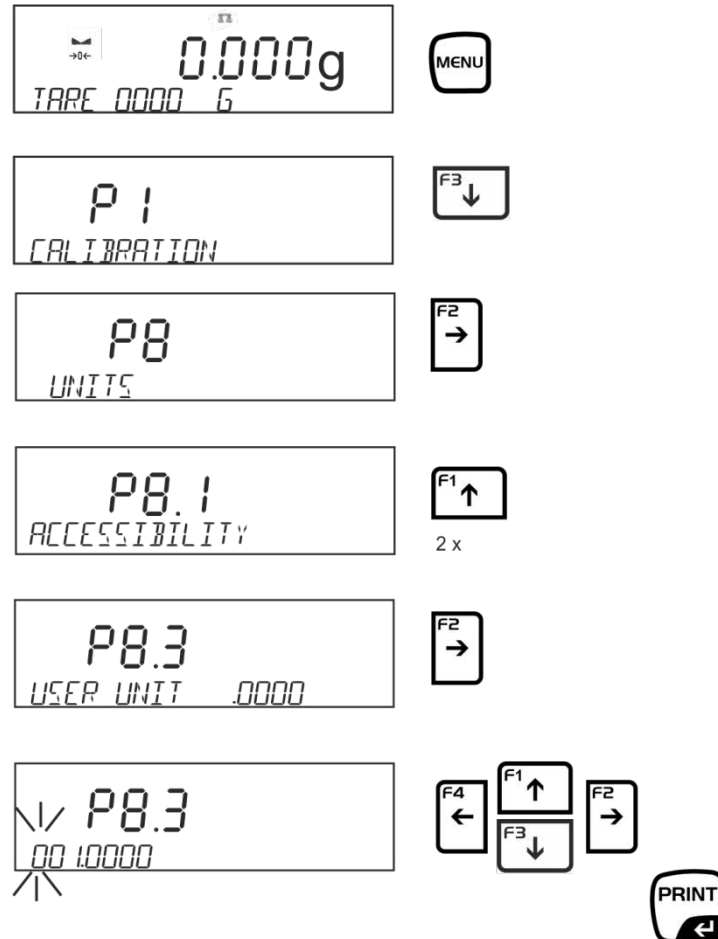 →0←
0.000g
TARE 0000 G
MENU
P1
CALIBRATION
F3 ↓
P8
UNITS
F2 →
P8.1
ACCESSIBILITY
F1 ↑
2 x
P8.3
USER UNIT .0000
F2 →
P8.3
001.0000
F4 ←
F1 ↑
F3 ↓
F2 →
PRINT